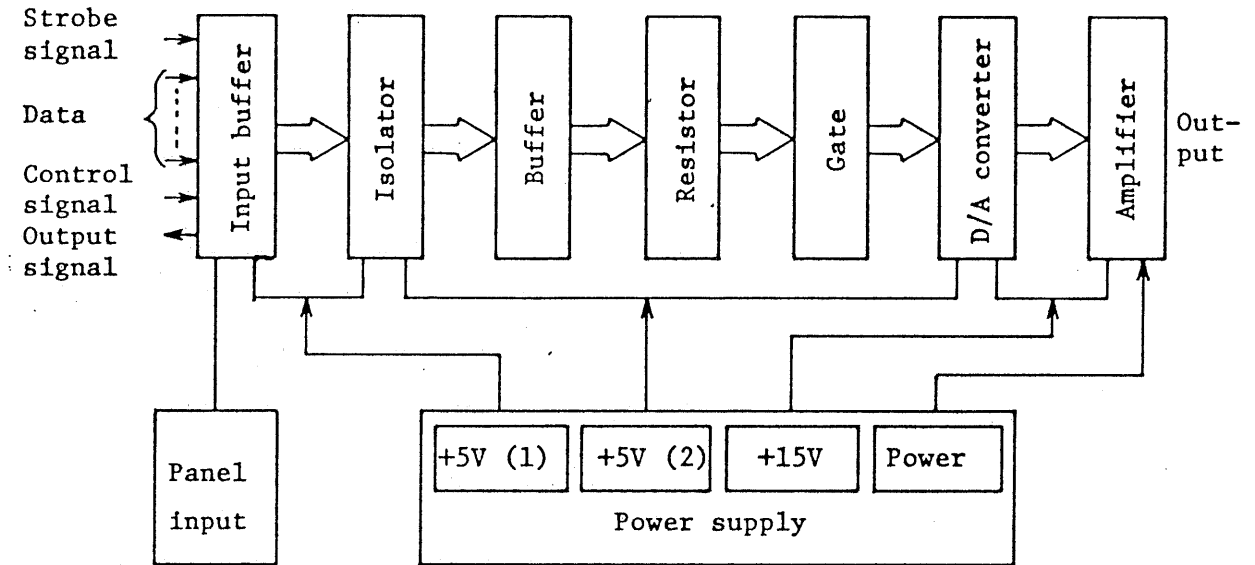 Strobe
signal
Data
Control
signal
Output
signal
Input buffer
Isolator
Buffer
Resistor
Gate
D/A converter
Amplifier
Out-
put
Panel
input
+5V (1)
+5V (2)
+15V
Power
Power supply